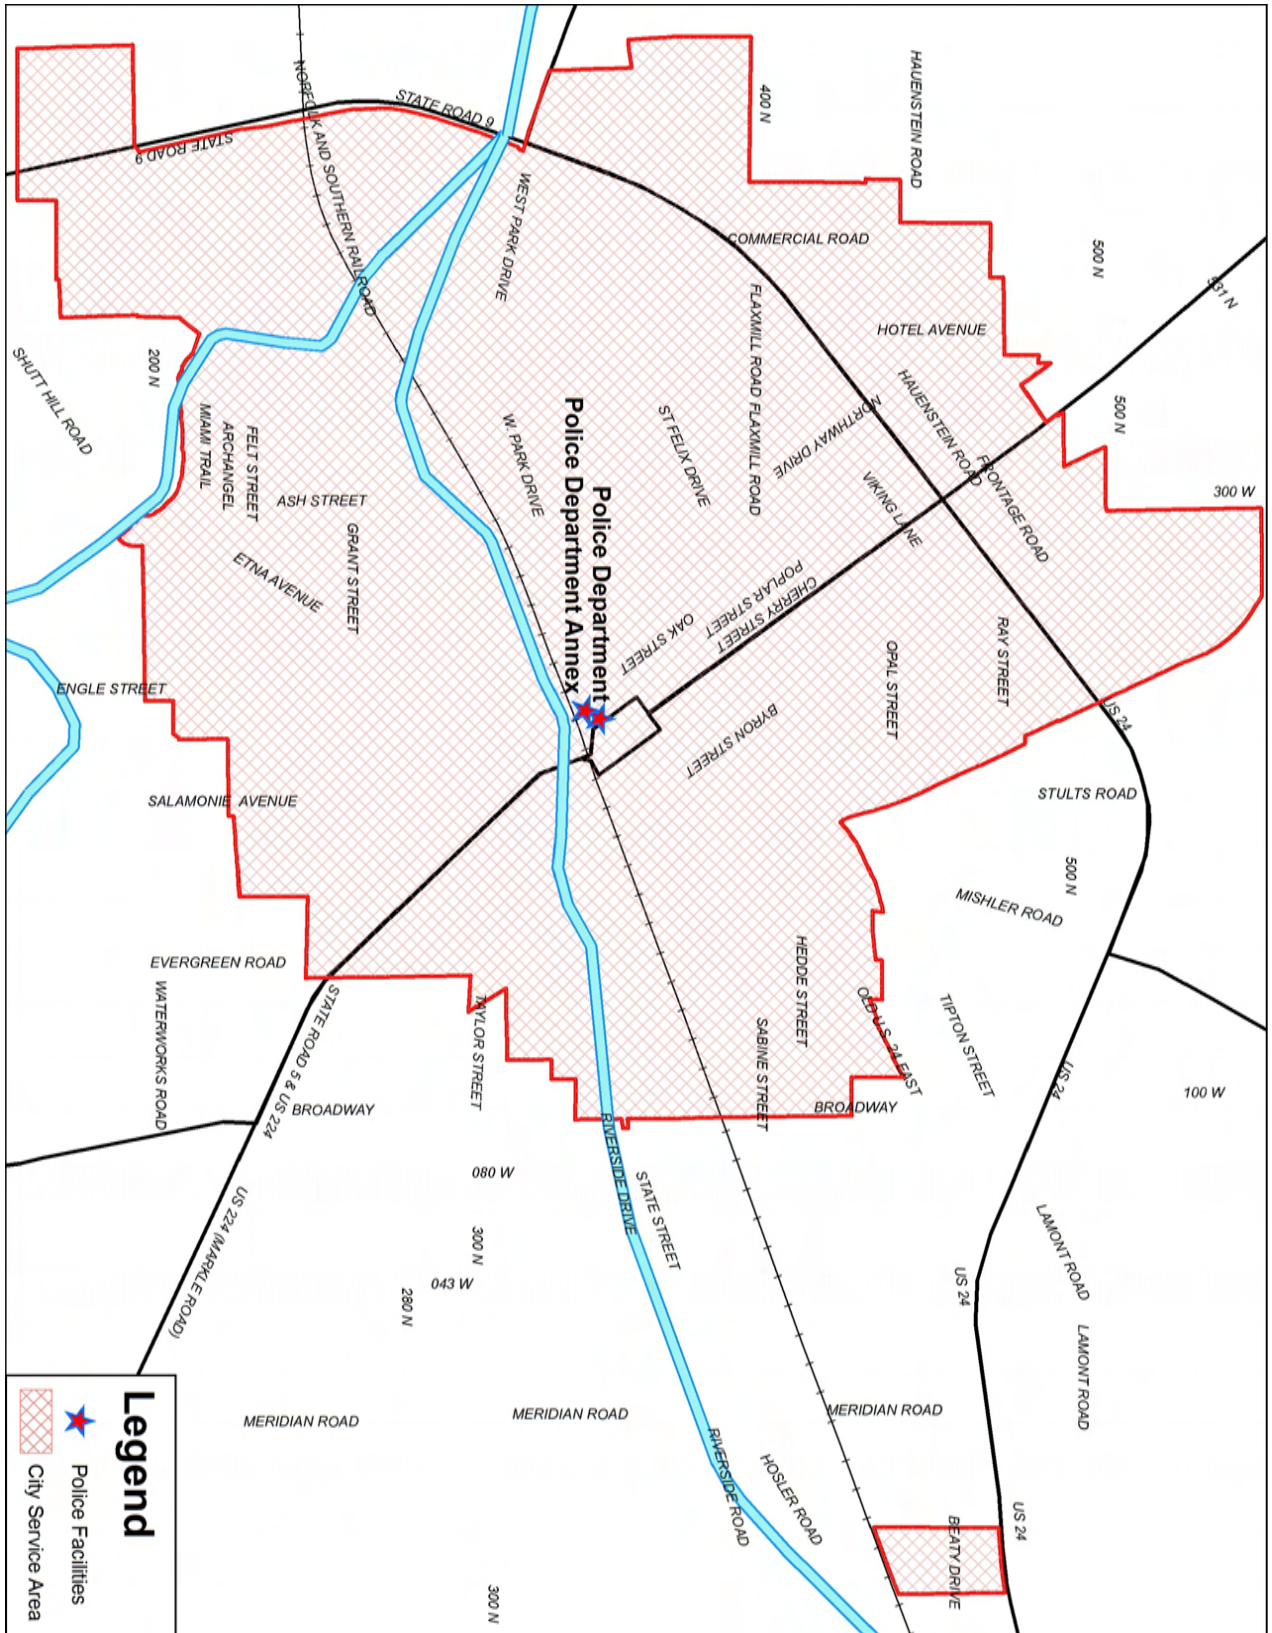 HAUENSTEIN ROAD
400 N
STATE ROAD 9
NORFOLK AND SOUTHERN RAILROAD
STATE ROAD 9
WEST PARK DRIVE
COMMERCIAL ROAD
500 N
931 N
FLAXMILL ROAD
FLAXMILL ROAD
HOTEL AVENUE
HAUENSTEIN ROAD
NORTHWAY DRIVE
500 N
300 W
FRONTAGE ROAD
VIKING LANE
SHUTT HILL ROAD
200 N
MIAMI TRAIL
ARCHANGEL
FELT STREET
ASH STREET
GRANT STREET
ETNA AVENUE
W. PARK DRIVE
ST FELIX DRIVE
Police Department
Police Department Annex
POPLAR STREET
CHERRY STREET
OAK STREET
BYRON STREET
OPAL STREET
RAY STREET
US 24
ENGLE STREET
STULTS ROAD
SALAMONIE AVENUE
500 N
MISHLER ROAD
EVERGREEN ROAD
WATERWORKS ROAD
STATE ROAD 5 & US 224
TAYLOR STREET
HEDDE STREET
SABINE STREET
OLD U.S. 24 EAST
TIPTON STREET
US 24
100 W
BROADWAY
BROADWAY
RIVERSIDE DRIVE
STATE STREET
080 W
300 N
043 W
280 N
US 224 (MARKLE ROAD)
LAMONT ROAD
US 24
LAMONT ROAD
MERIDIAN ROAD
MERIDIAN ROAD
MERIDIAN ROAD
RIVERSIDE ROAD
HOSLER ROAD
US 24
BEATY DRIVE
300 N
Legend
Police Facilities
City Service Area